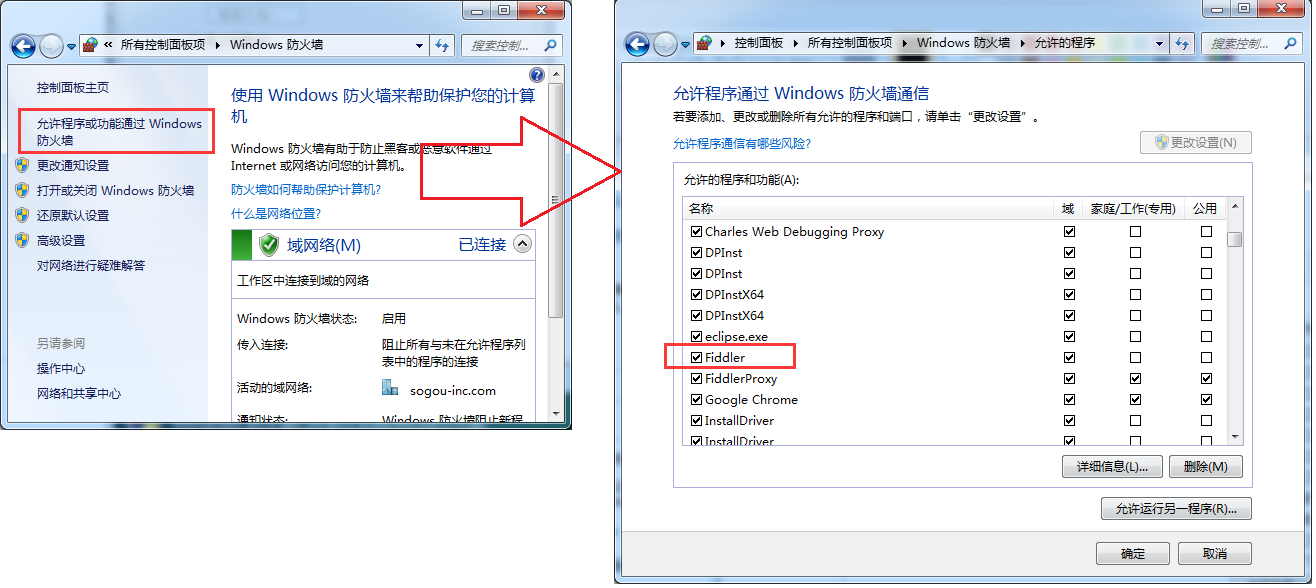 « 所有控制面板项 ▸ Windows 防火墙
搜索控制...
控制面板主页
允许程序或功能通过 Windows
防火墙
更改通知设置
打开或关闭 Windows 防火墙
还原默认设置
高级设置
对网络进行疑难解答
另请参阅
操作中心
网络和共享中心
使用 Windows 防火墙来帮助保护您的计算
机
Windows 防火墙有助于防止黑客或恶意软件通过
Internet 或网络访问您的计算机。
防火墙如何帮助保护计算机?
什么是网络位置?
域网络(M) 已连接
工作区中连接到域的网络
Windows 防火墙状态: 启用
传入连接: 阻止所有与未在允许程序列
表中的程序的连接
活动的域网络: sogou-inc.com
通知状态: Windows 防火墙阻止新程
控制面板 ▸ 所有控制面板项 ▸ Windows 防火墙 ▸ 允许的程序
搜索控制...
允许程序通过 Windows 防火墙通信
若要添加、更改或删除所有允许的程序和端口，请单击“更改设置”。
允许程序通信有哪些风险?
更改设置(N)
允许的程序和功能(A):
名称 域 家庭/工作(专用) 公用
Charles Web Debugging Proxy
DPInst
DPInst
DPInstX64
DPInstX64
eclipse.exe
Fiddler
FiddlerProxy
Google Chrome
InstallDriver
InstallDriver
详细信息(L)... 删除(M)
允许运行另一程序(R)...
确定 取消